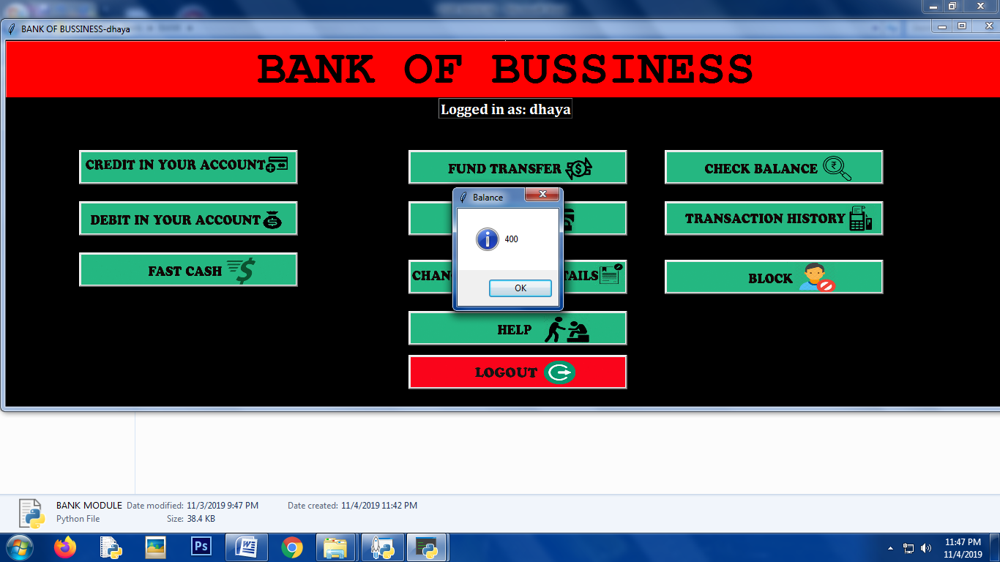 BANK OF BUSSINESS-dhaya
BANK OF BUSSINESS
Logged in as: dhaya
CREDIT IN YOUR ACCOUNT
FUND TRANSFER
CHECK BALANCE
Balance
DEBIT IN YOUR ACCOUNT
TRANSACTION HISTORY
400
FAST CASH
BLOCK
OK
HELP
LOGOUT
BANK MODULE Date modified: 11/3/2019 9:47 PM Date created: 11/4/2019 11:42 PM
Python File Size: 38.4 KB
Ps
11:47 PM
11/4/2019